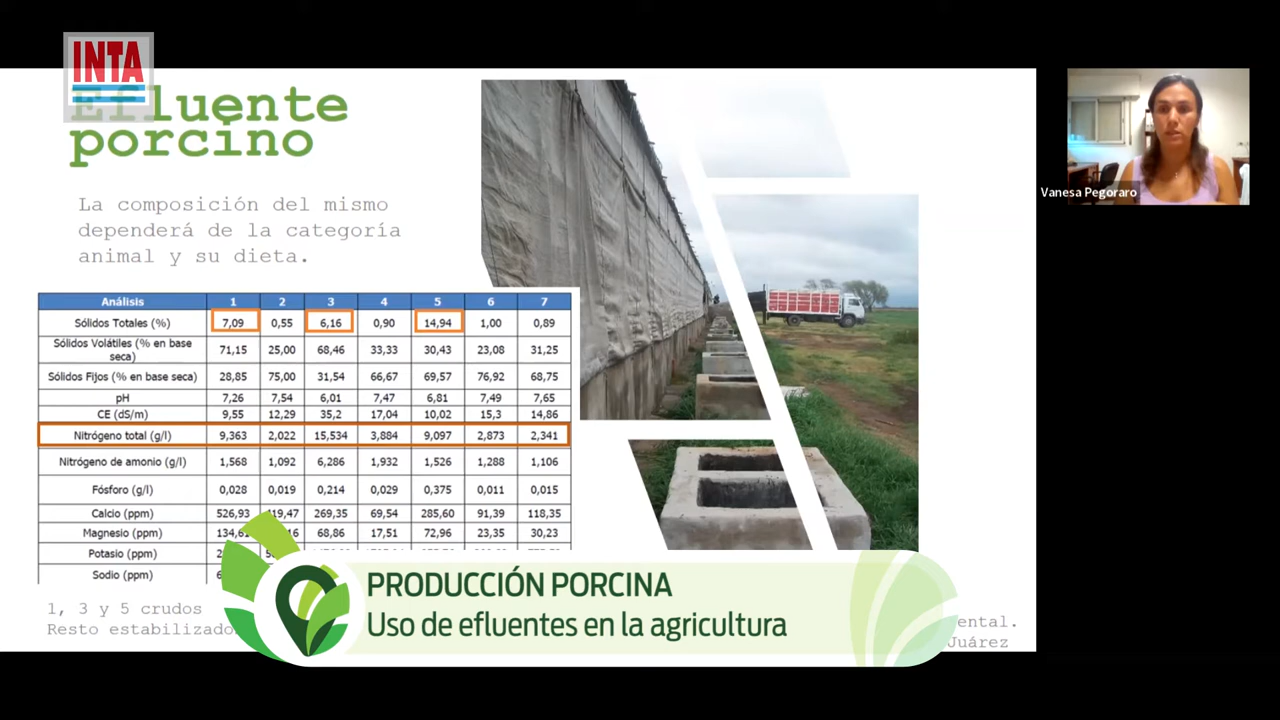 INTA
Efluente
porcino
La composición del mismo
dependerá de la categoría
animal y su dieta.
Análisis 1 2 3 4 5 6 7
Sólidos Totales (%) 7,09 0,55 6,16 0,90 14,94 1,00 0,89
Sólidos Volátiles (% en base seca) 71,15 25,00 68,46 33,33 30,43 23,08 31,25
Sólidos Fijos (% en base seca) 28,85 75,00 31,54 66,67 69,57 76,92 68,75
pH 7,26 7,54 6,01 7,47 6,81 7,49 7,65
CE (dS/m) 9,55 12,29 35,2 17,04 10,02 15,3 14,86
Nitrógeno total (g/l) 9,363 2,022 15,534 3,884 9,097 2,873 2,341
Nitrógeno de amonio (g/l) 1,568 1,092 6,286 1,932 1,526 1,288 1,106
Fósforo (g/l) 0,028 0,019 0,214 0,029 0,375 0,011 0,015
Calcio (ppm) 526,93 269,35 69,54 285,60 91,39 118,35
Magnesio (ppm) 68,86 17,51 72,96 23,35 30,23
Potasio (ppm)
Sodio (ppm)
1, 3 y 5 crudos
Resto estabilizado
ental.
Juárez
PRODUCCIÓN PORCINA
Uso de efluentes en la agricultura
Vanesa Pegoraro